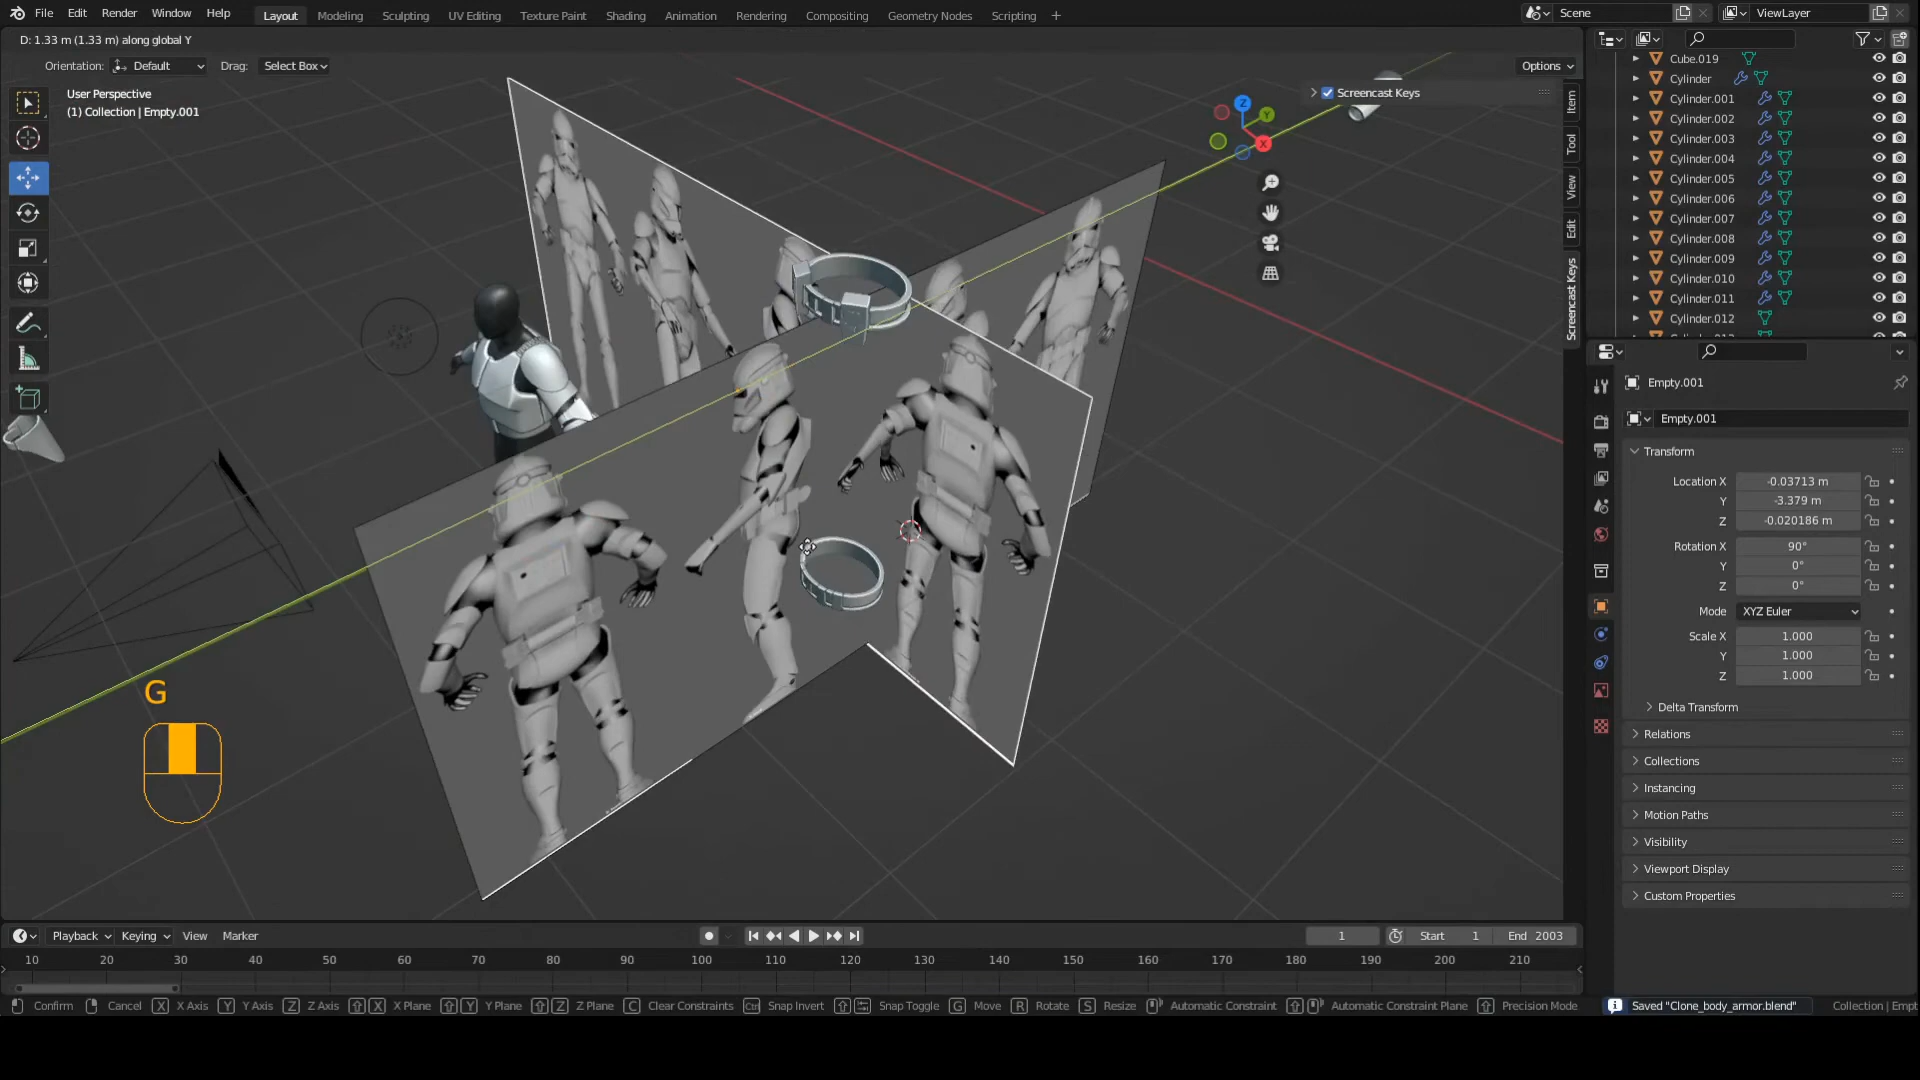 File Edit Render Window Help Layout Modeling Sculpting UV Editing Texture Paint Shading Animation Rendering Compositing Geometry Nodes Scripting + Scene ViewLayer
D: 1.33 m (1.33 m) along global Y
Orientation: Default Drag: Select Box Options
User Perspective
(1) Collection | Empty.001
Screencast Keys
Z
Y
X
Item
Tool
View
Edit
Screencast Keys
G
Cube.019
Cylinder
Cylinder.001
Cylinder.002
Cylinder.003
Cylinder.004
Cylinder.005
Cylinder.006
Cylinder.007
Cylinder.008
Cylinder.009
Cylinder.010
Cylinder.011
Cylinder.012
Empty.001
Empty.001
Transform
Location X -0.03713 m
Y -3.379 m
Z -0.020186 m
Rotation X 90°
Y 0°
Z 0°
Mode XYZ Euler
Scale X 1.000
Y 1.000
Z 1.000
Delta Transform
Relations
Collections
Instancing
Motion Paths
Visibility
Viewport Display
Custom Properties
Playback Keying View Marker 1 Start 1 End 2003
10 20 30 40 50 60 70 80 90 100 110 120 130 140 150 160 170 180 190 200 210
Confirm Cancel X X Axis Y Y Axis Z Z Axis X X Plane Y Y Plane Z Z Plane C Clear Constraints Ctrl Snap Invert Snap Toggle G Move R Rotate S Resize Automatic Constraint Automatic Constraint Plane Precision Mode Saved "Clone_body_armor.blend" Collection | Empt